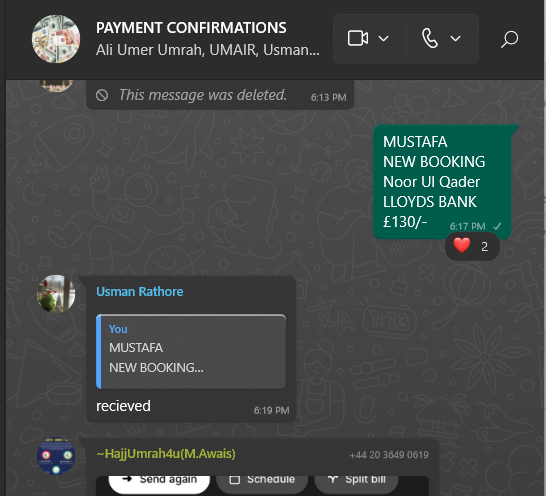 PAYMENT CONFIRMATIONS
Ali Umer Umrah, UMAIR, Usman...
This message was deleted. 6:13 PM
MUSTAFA
NEW BOOKING
Noor Ul Qader
LLOYDS BANK
£130/- 6:17 PM
2
Usman Rathore
You
MUSTAFA
NEW BOOKING...
recieved 6:19 PM
~HajjUmrah4u(M.Awais) +44 20 3649 0619
Send again Schedule Split bill